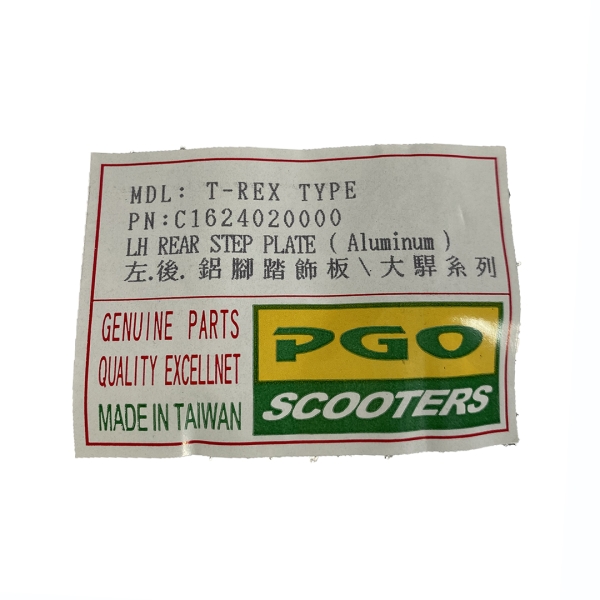 MDL: T-REX TYPE
PN:C1624020000
LH REAR STEP PLATE (Aluminum)
左.後.鋁腳踏飾板\大駻系列
GENUINE PARTS
QUALITY EXCELLNET
MADE IN TAIWAN
PGO
SCOOTERS